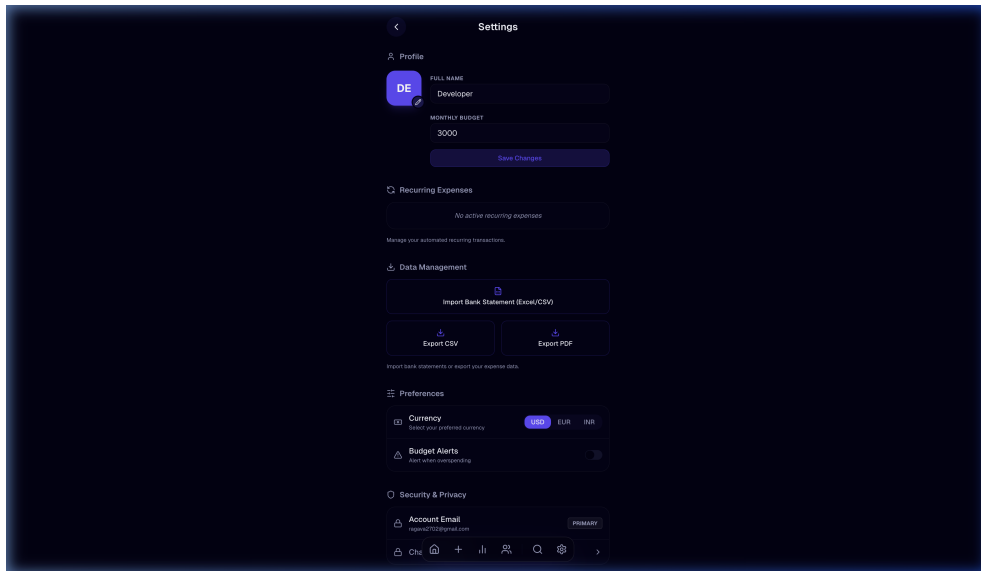 Settings
Profile
DE
FULL NAME
Developer
MONTHLY BUDGET
3000
Save Changes
Recurring Expenses
No active recurring expenses
Manage your automated recurring transactions.
Data Management
Import Bank Statement (Excel/CSV)
Export CSV
Export PDF
Import bank statements or export your expense data.
Preferences
Currency
Select your preferred currency
USD EUR INR
Budget Alerts
Alert when overspending
Security & Privacy
Account Email
ragava2702@gmail.com
PRIMARY